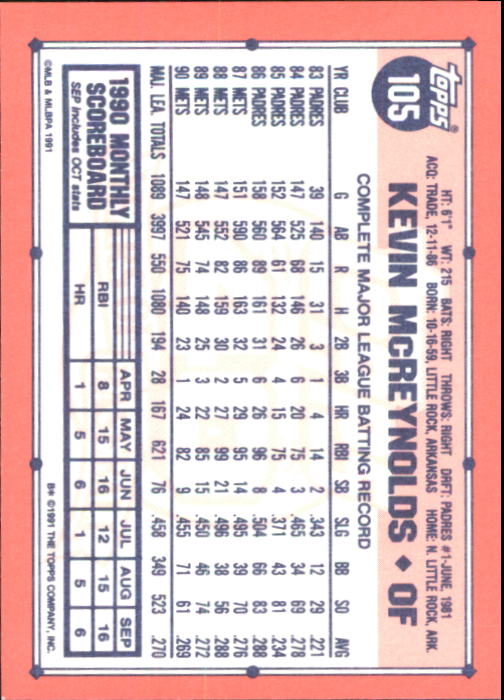 topps®
105
HT: 6'1" WT: 215 BATS: RIGHT THROWS: RIGHT DRFT: PADRES #1-JUNE, 1981
ACQ: TRADE, 12-11-86 BORN: 10-16-59, LITTLE ROCK, ARKANSAS HOME: N. LITTLE ROCK, ARK.
KEVIN McREYNOLDS ◆ OF
COMPLETE MAJOR LEAGUE BATTING RECORD
YR CLUB G AB R H 2B 3B HR RBI SB SLG BB SO AVG
83 PADRES 39 140 15 31 3 1 4 14 2 .343 12 29 .221
84 PADRES 147 525 68 146 26 6 20 75 3 .465 34 69 .278
85 PADRES 152 564 61 132 24 4 15 75 4 .371 43 81 .234
86 PADRES 158 560 89 161 31 6 26 96 8 .504 66 83 .288
87 METS 151 590 86 163 32 5 29 95 14 .495 39 70 .276
88 METS 147 552 82 159 30 2 27 99 21 .496 38 56 .288
89 METS 148 545 74 148 25 3 22 85 15 .450 46 74 .272
90 METS 147 521 75 140 23 1 24 82 9 .455 71 61 .269
MAJ. LEA. TOTALS 1089 3997 550 1080 194 28 167 621 76 .458 349 523 .270
1990 MONTHLY
SCOREBOARD
SEP includes OCT stats
APR MAY JUN JUL AUG SEP
RBI 8 15 16 12 15 16
HR 1 5 6 1 5 6
©MLB & MLBPA 1991
B* ©1991 THE TOPPS COMPANY, INC.